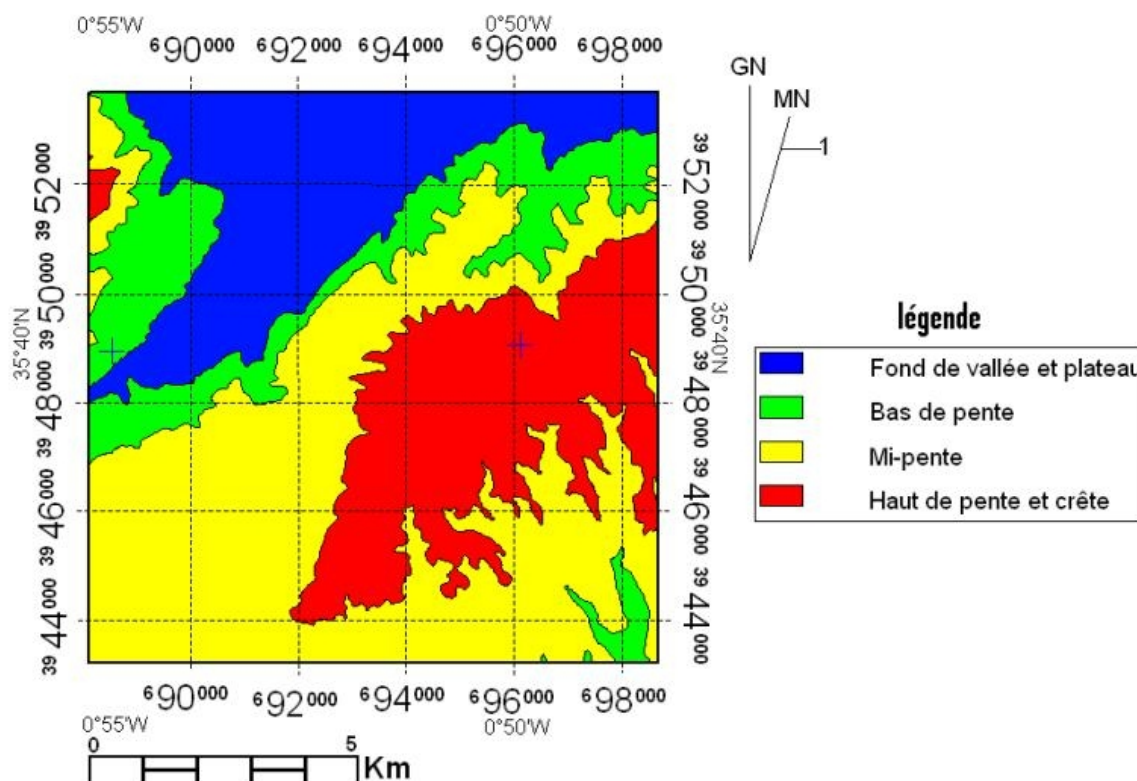 0°55'W 0°50'W
⁶90⁰⁰⁰ ⁶92⁰⁰⁰ ⁶94⁰⁰⁰ ⁶96⁰⁰⁰ ⁶98⁰⁰⁰
GN
MN
1
³⁹52⁰⁰⁰ ³⁹52⁰⁰⁰
³⁹50⁰⁰⁰ ³⁹50⁰⁰⁰
35°40'N 35°40'N
³⁹48⁰⁰⁰ ³⁹48⁰⁰⁰
³⁹46⁰⁰⁰ ³⁹46⁰⁰⁰
³⁹44⁰⁰⁰ ³⁹44⁰⁰⁰
légende
Fond de vallée et plateau
Bas de pente
Mi-pente
Haut de pente et crête
⁶90⁰⁰⁰ ⁶92⁰⁰⁰ ⁶94⁰⁰⁰ ⁶96⁰⁰⁰ ⁶98⁰⁰⁰
0°55'W 0°50'W
0 5
Km